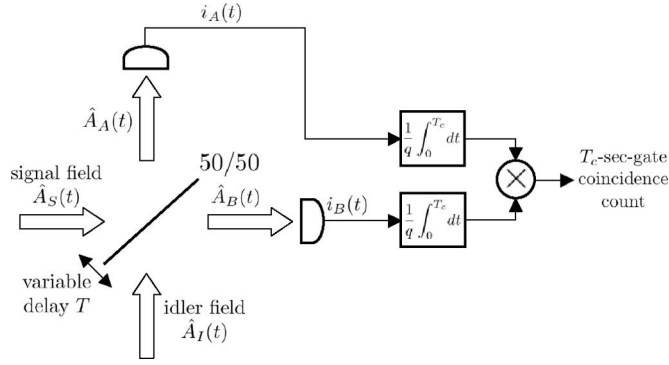 i_A(t)
Â_A(t)
50/50
signal field
Â_S(t)
Â_B(t)
i_B(t)
1/q ∫_0^{T_c} dt
1/q ∫_0^{T_c} dt
T_c-sec-gate
coincidence
count
variable
delay T
idler field
Â_I(t)